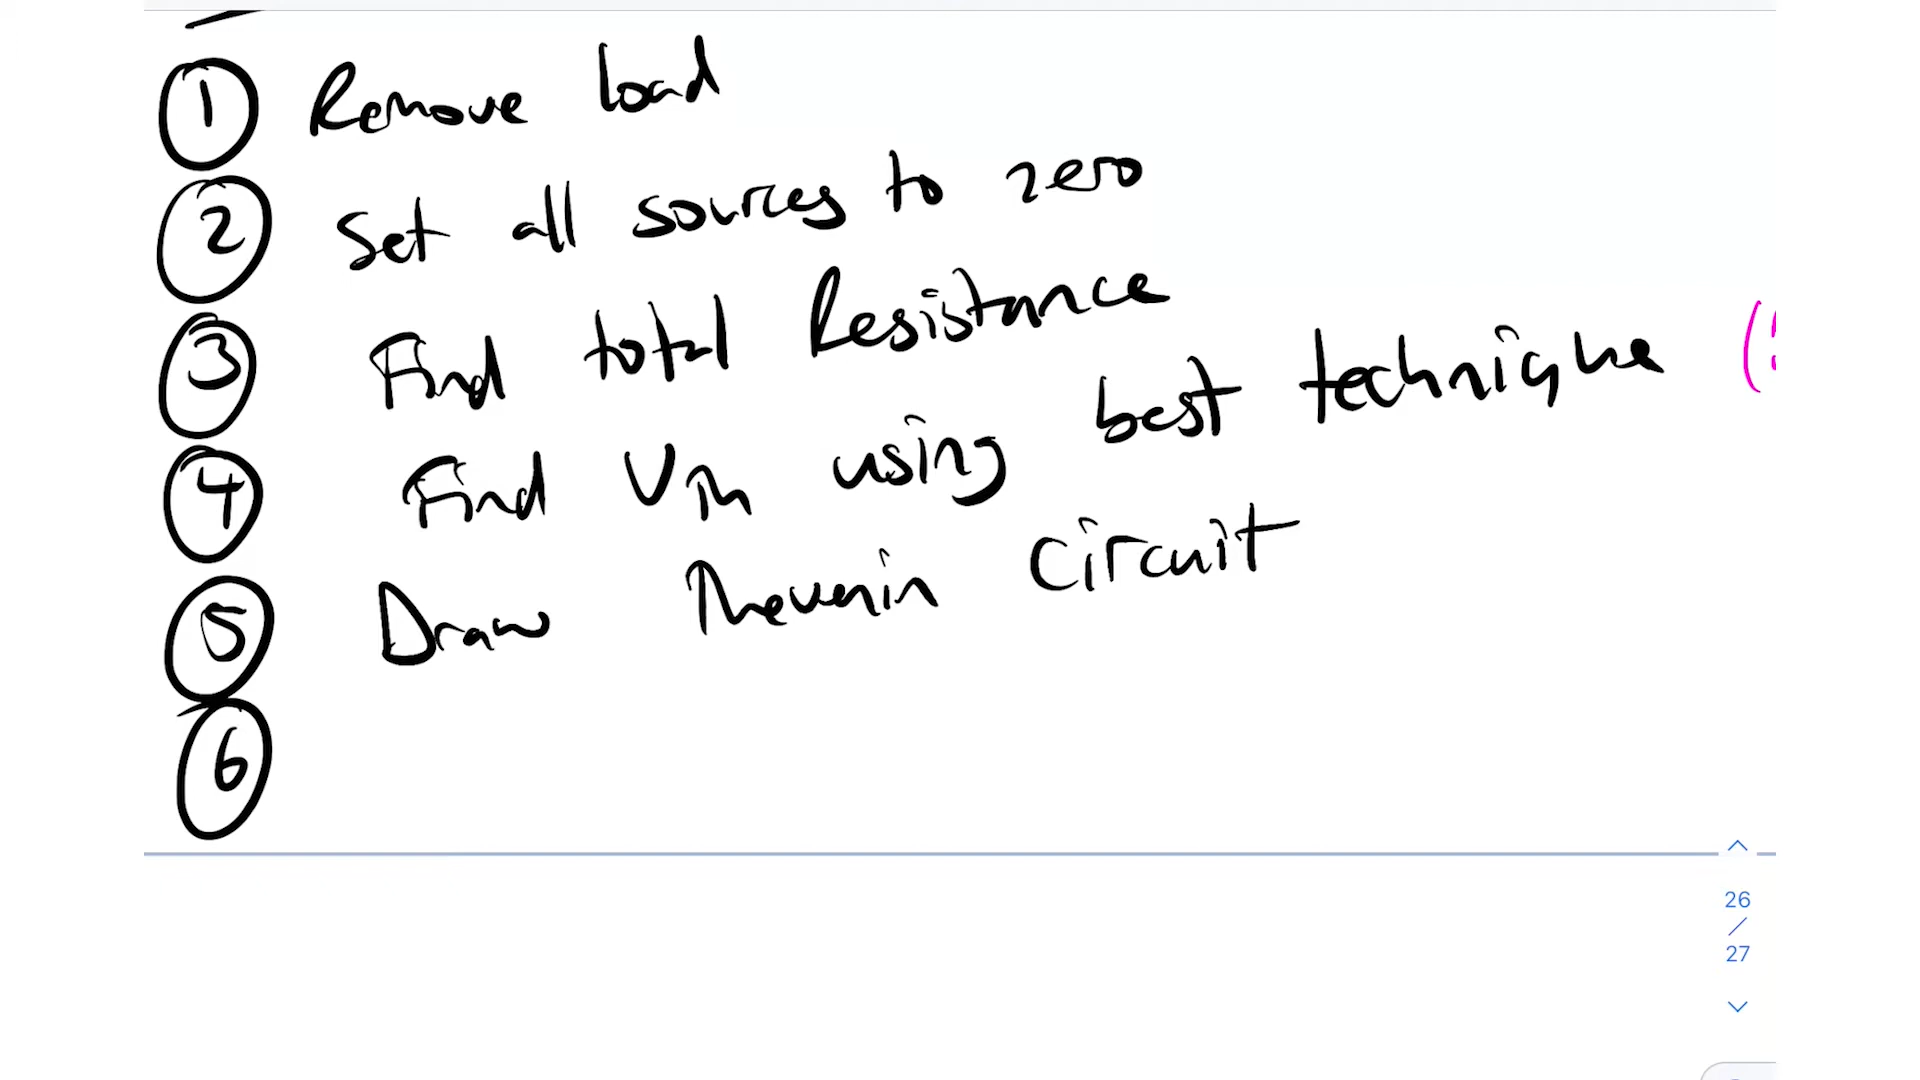 1 Remove load
2 Set all sources to zero
3 Find total Resistance
4 Find VTh using best technique (
5 Draw Thevenin Circuit
6
26
/
27